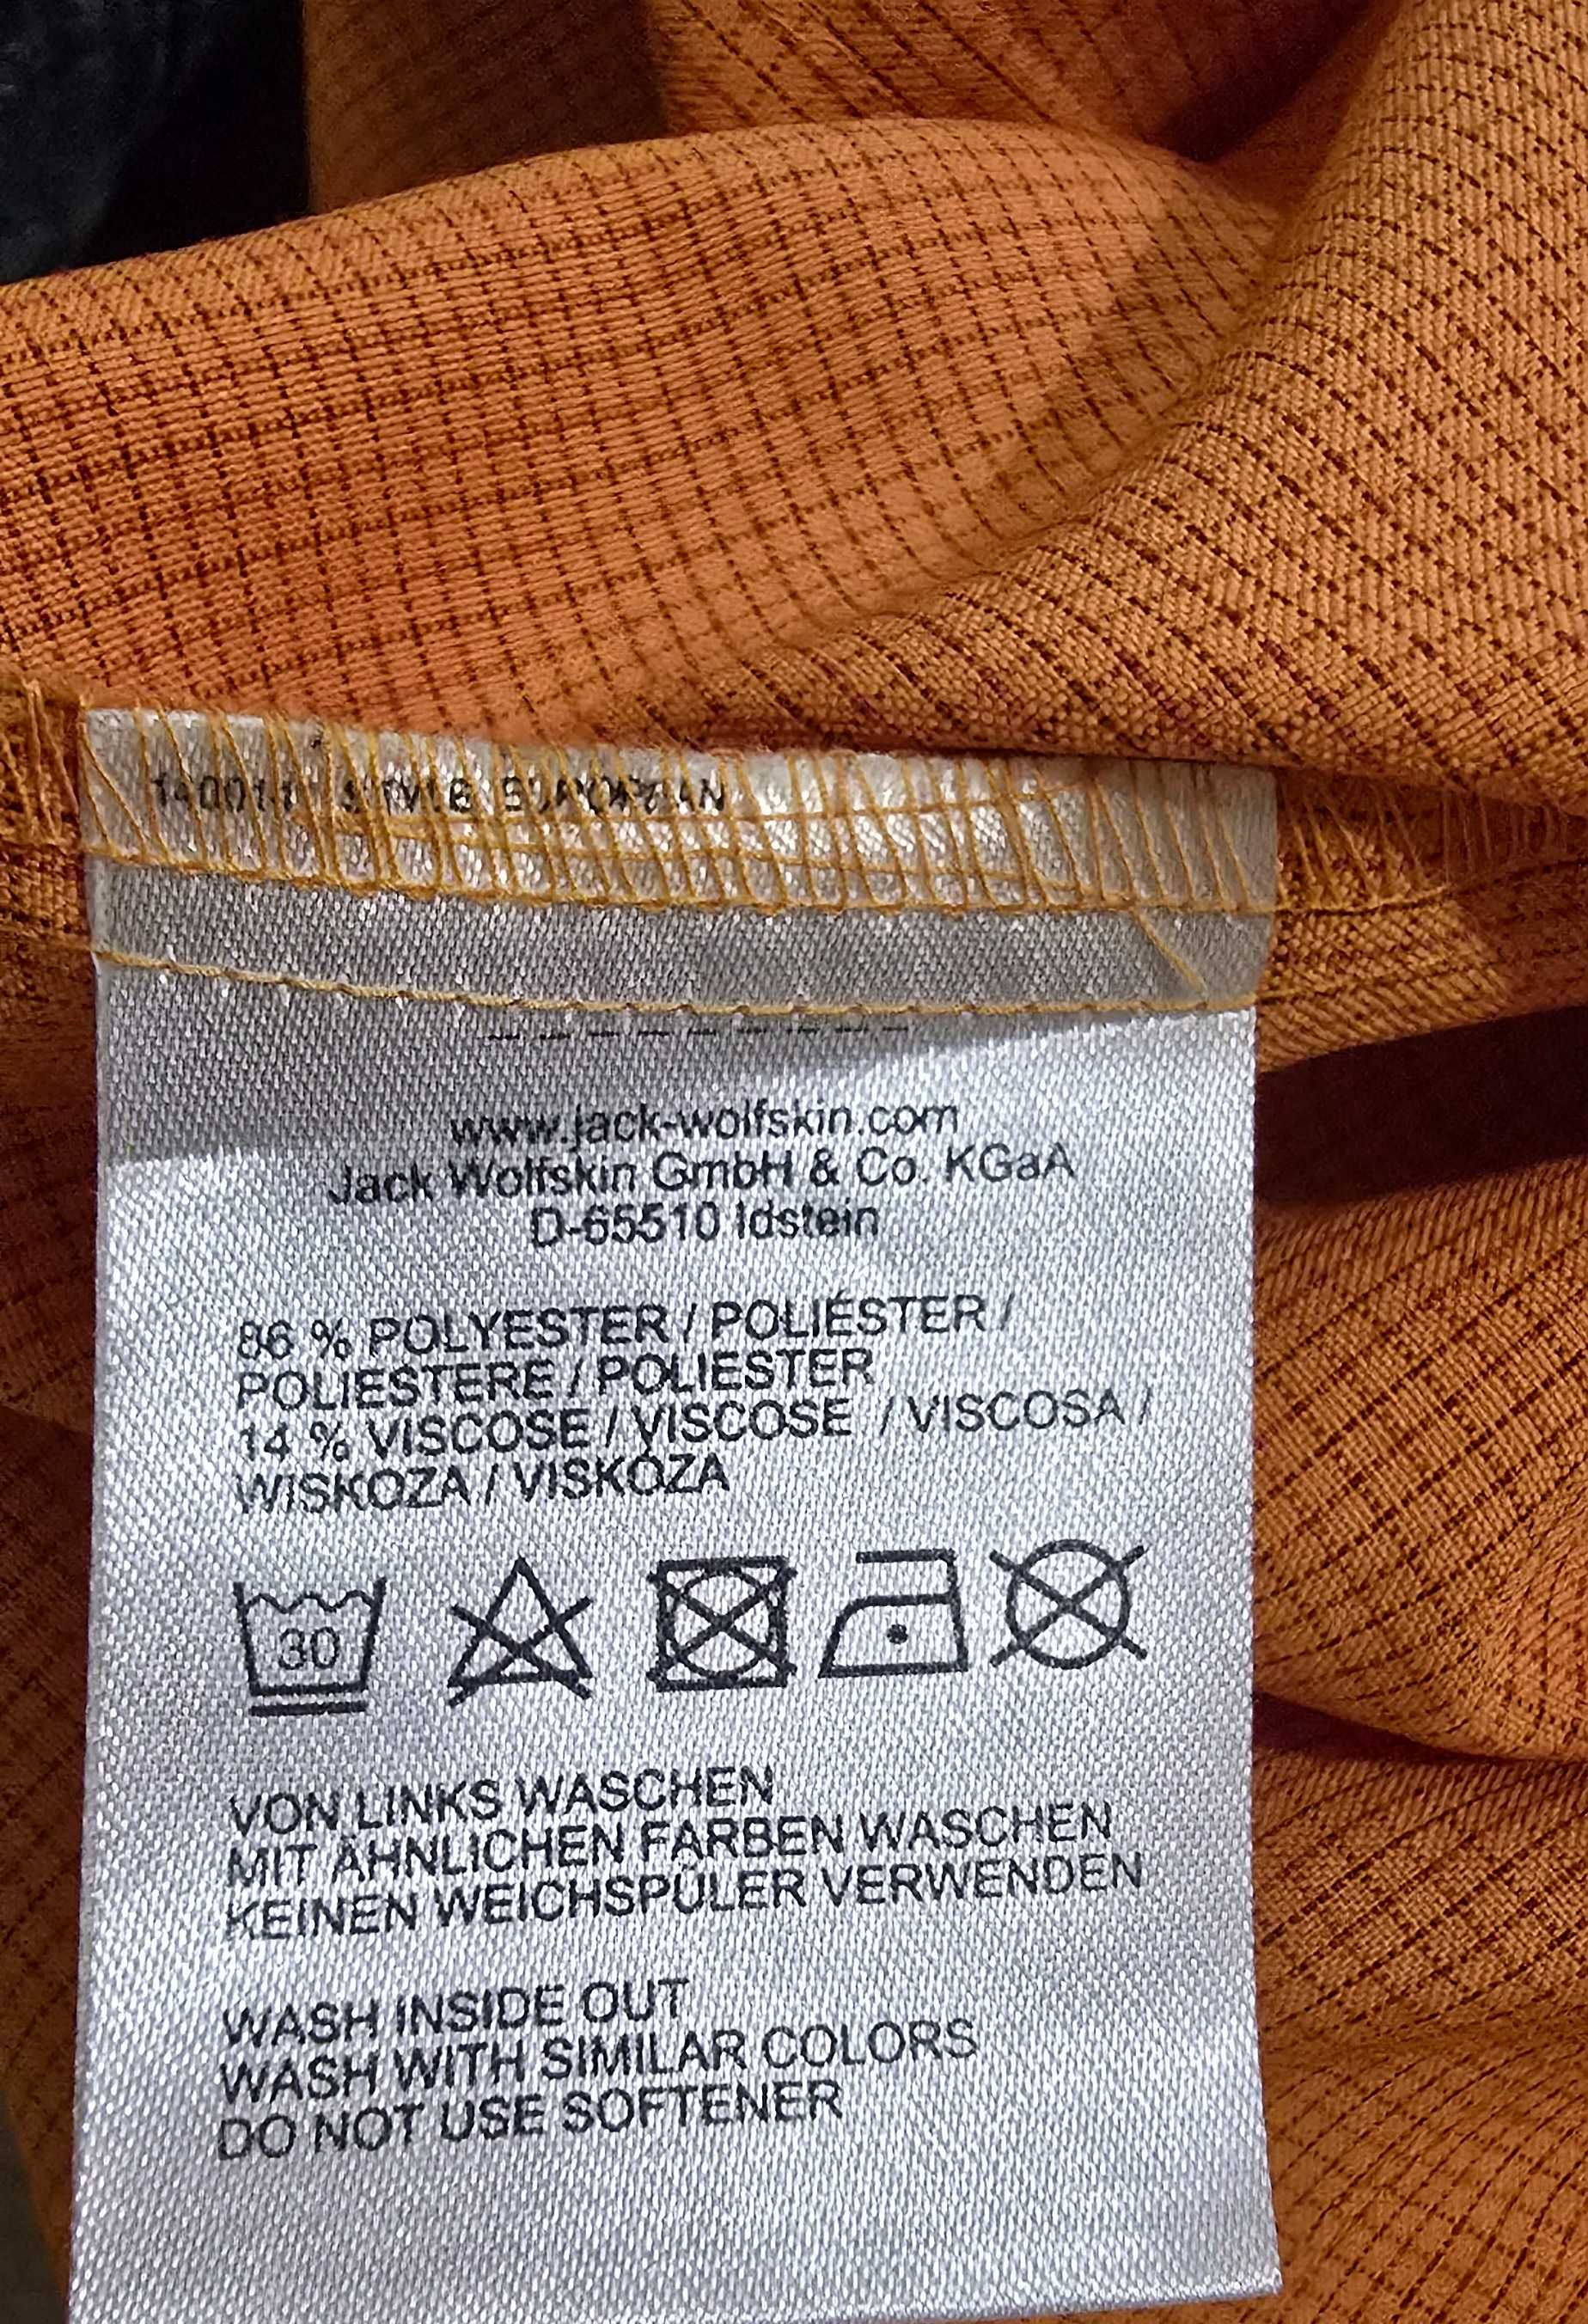 www.jack-wolfskin.com
Jack Wolfskin GmbH & Co. KGaA
D-65510 Idstein
86 % POLYESTER / POLIÉSTER /
POLIESTERE / POLIESTER
14 % VISCOSE / VISCOSE / VISCOSA /
WISKOZA / VISKÓZA
30
VON LINKS WASCHEN
MIT ÄHNLICHEN FARBEN WASCHEN
KEINEN WEICHSPÜLER VERWENDEN
WASH INSIDE OUT
WASH WITH SIMILAR COLORS
DO NOT USE SOFTENER